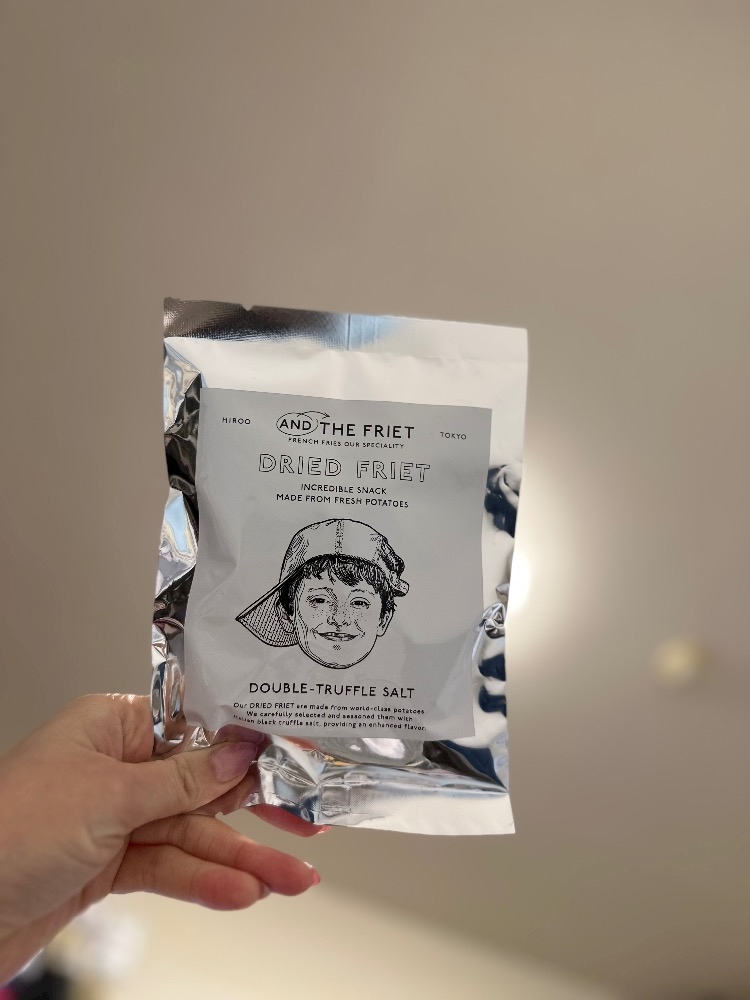 HIROO
AND THE FRIET
TOKYO
FRENCH FRIES OUR SPECIALITY
DRIED FRIET
INCREDIBLE SNACK
MADE FROM FRESH POTATOES
DOUBLE-TRUFFLE SALT
Our DRIED FRIET are made from world-class potatoes.
We carefully selected and seasoned them with
Italian black truffle salt, providing an enhanced flavor.